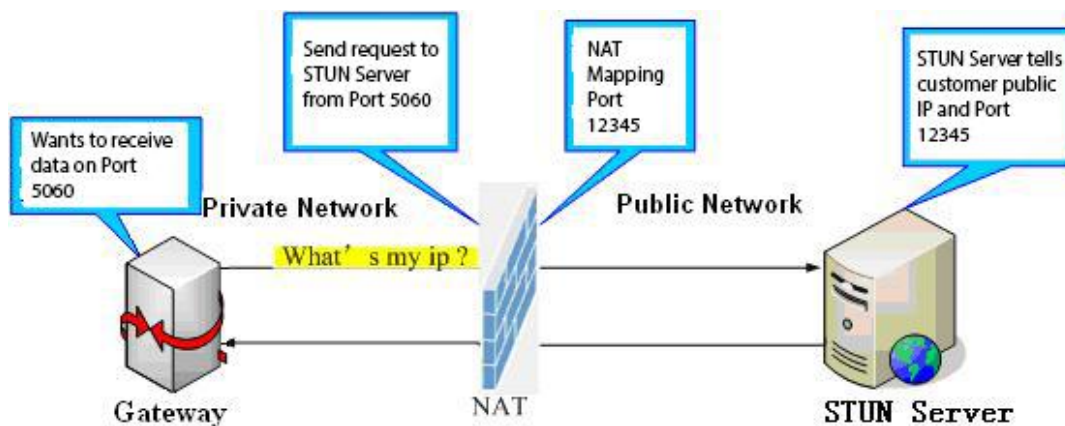 Send request to
STUN Server
from Port 5060
NAT
Mapping
Port
12345
STUN Server tells
customer public
IP and Port
12345
Wants to receive
data on Port
5060
Private Network
Public Network
What's my ip ?
Gateway
NAT
STUN Server